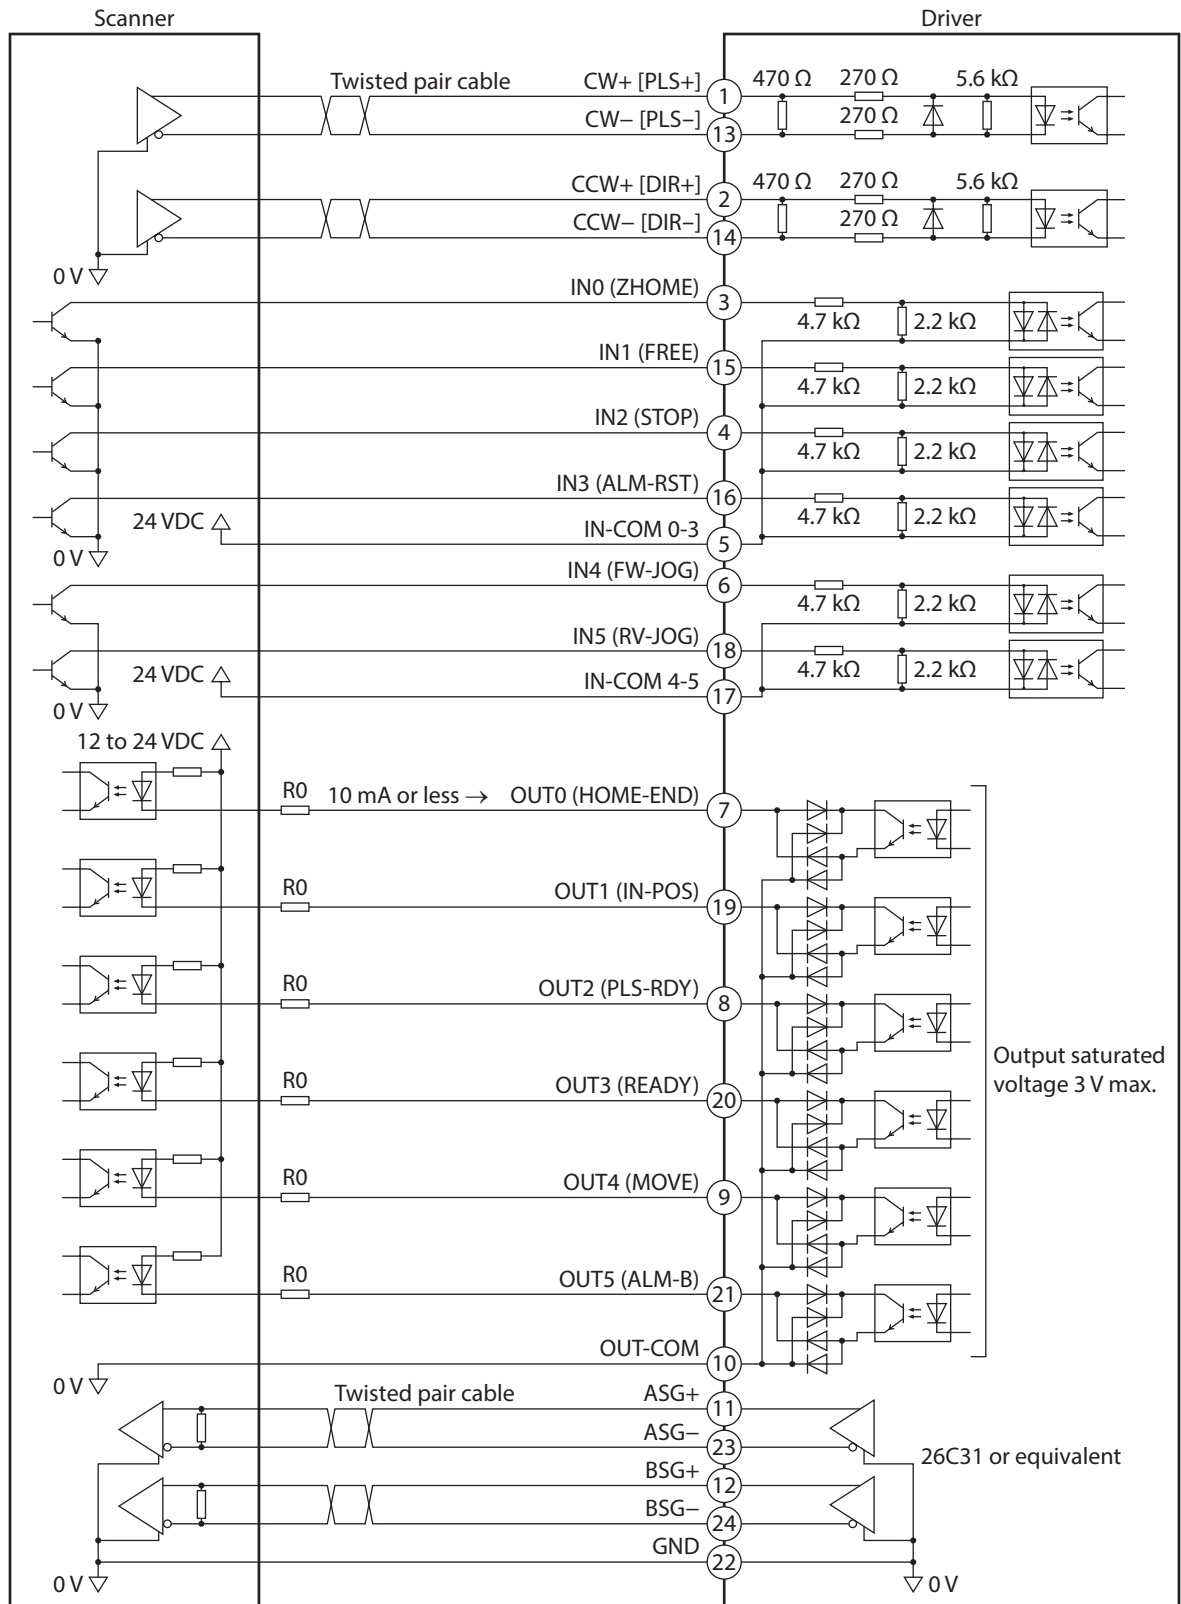 Scanner
Driver
Twisted pair cable
CW+ [PLS+]
1
470 Ω
270 Ω
5.6 kΩ
CW− [PLS−]
13
270 Ω
CCW+ [DIR+]
2
470 Ω
270 Ω
5.6 kΩ
CCW− [DIR−]
14
270 Ω
0 V
IN0 (ZHOME)
3
4.7 kΩ
2.2 kΩ
IN1 (FREE)
15
4.7 kΩ
2.2 kΩ
IN2 (STOP)
4
4.7 kΩ
2.2 kΩ
IN3 (ALM-RST)
16
4.7 kΩ
2.2 kΩ
24 VDC
IN-COM 0-3
5
0 V
IN4 (FW-JOG)
6
4.7 kΩ
2.2 kΩ
IN5 (RV-JOG)
18
4.7 kΩ
2.2 kΩ
24 VDC
IN-COM 4-5
17
0 V
12 to 24 VDC
R0
10 mA or less →
OUT0 (HOME-END)
7
R0
OUT1 (IN-POS)
19
R0
OUT2 (PLS-RDY)
8
Output saturated
voltage 3 V max.
R0
OUT3 (READY)
20
R0
OUT4 (MOVE)
9
R0
OUT5 (ALM-B)
21
OUT-COM
10
0 V
Twisted pair cable
ASG+
11
ASG−
23
26C31 or equivalent
BSG+
12
BSG−
24
GND
22
0 V
0 V